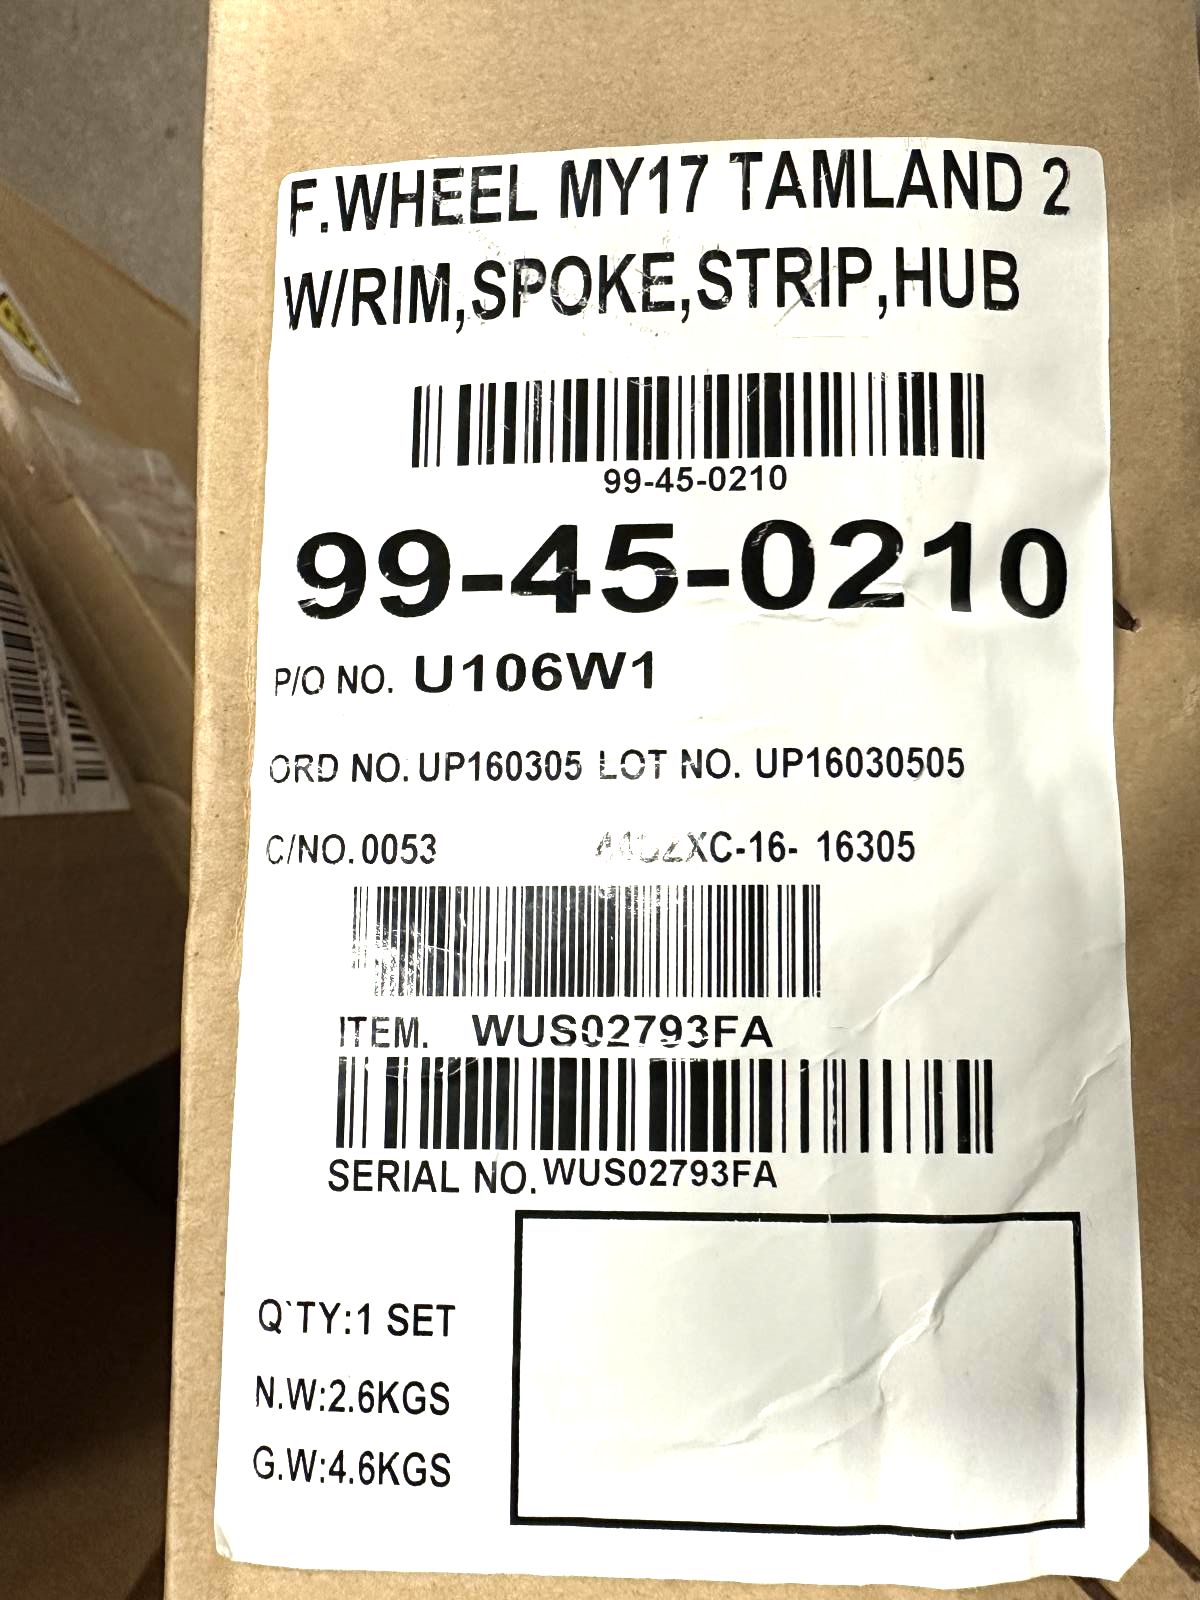 F.WHEEL MY17 TAMLAND 2
W/RIM,SPOKE,STRIP,HUB
99-45-0210
99-45-0210
P/O NO. U106W1
ORD NO. UP160305 LOT NO. UP16030505
C/NO. 0053 16305
ITEM. WUS02793FA
SERIAL NO. WUS02793FA
Q`TY:1 SET
N.W:2.6KGS
G.W:4.6KGS